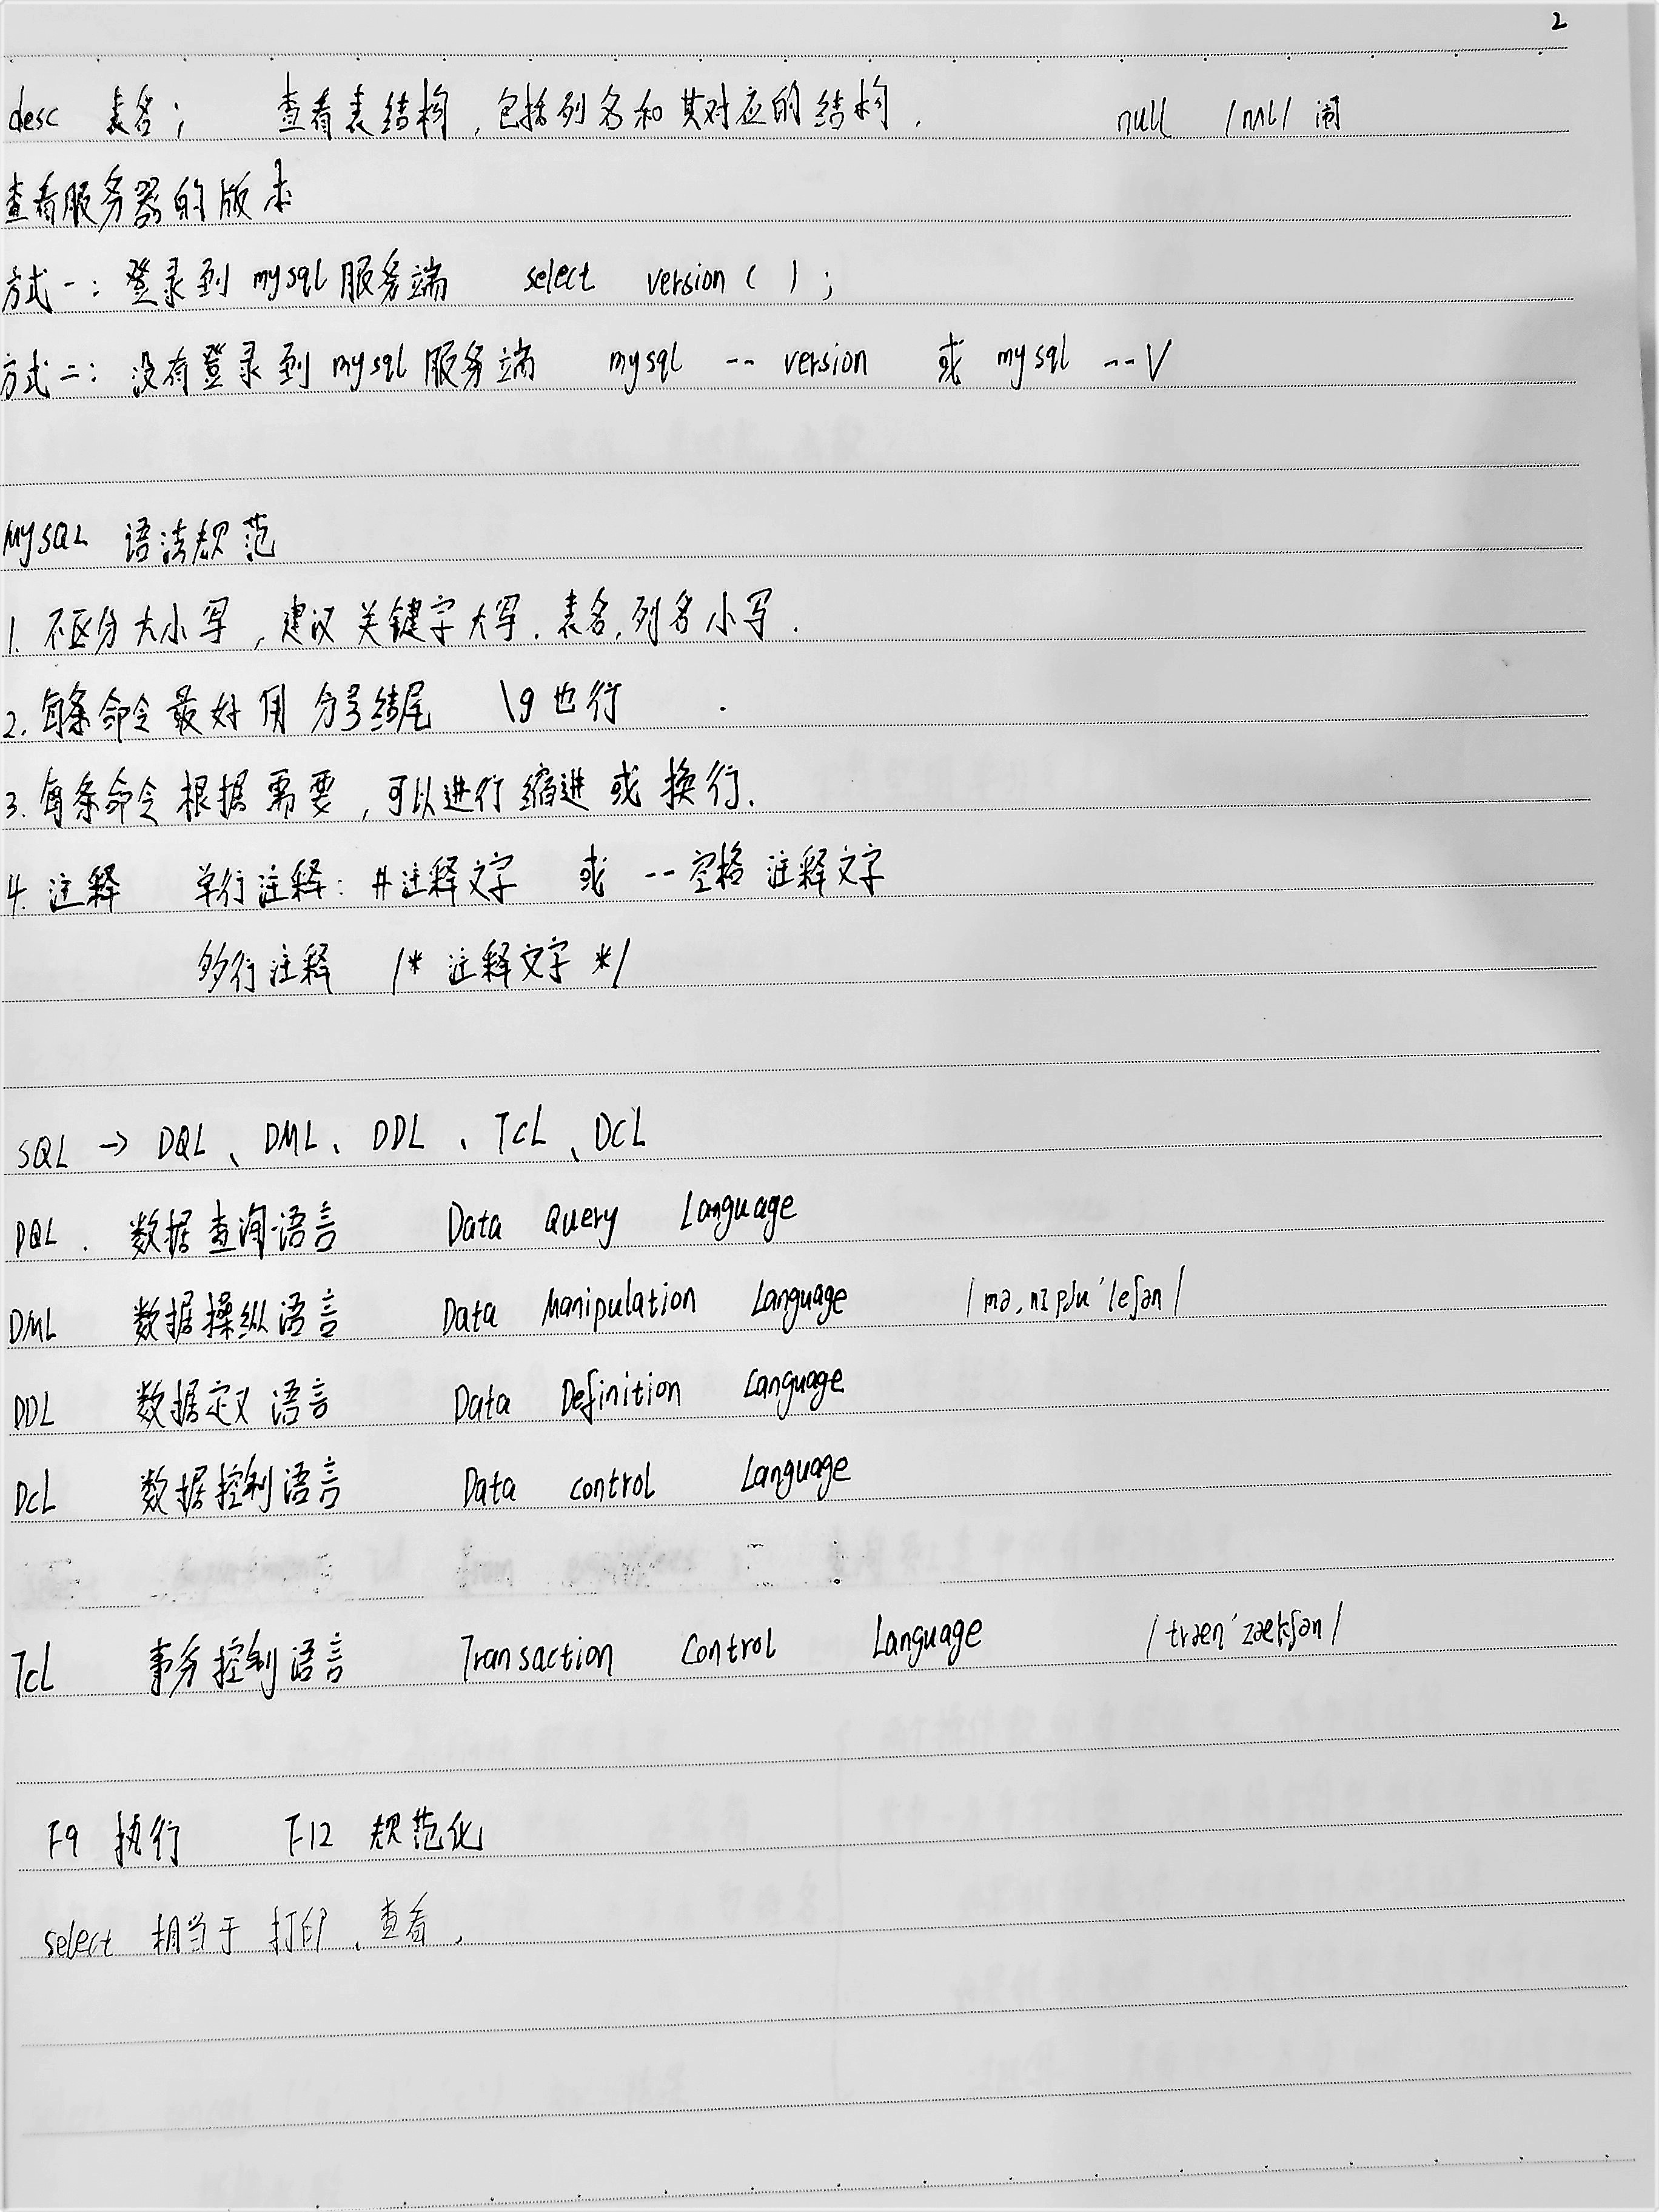 2
desc 表名； 查看表结构，包括列名和其对应的结构. null /nʌl/ 闹
查看服务器的版本
方式一：登录到 mysql 服务端 select version ( ) ;
方式二：没有登录到 mysql 服务端 mysql -- version 或 mysql --V
MySQL 语法规范
1. 不区分大小写，建议关键字大写. 表名, 列名小写.
2. 每条命令最好用分号结尾 \g 也行
3. 每条命令根据需要，可以进行缩进或换行.
4. 注释 单行注释：#注释文字 或 --空格 注释文字
多行注释 /* 注释文字 */
SQL → DQL、DML、DDL、TCL、DCL
DQL. 数据查询语言 Data Query Language
DML 数据操纵语言 Data Manipulation Language /mə,nɪpJu'leʃən/
DDL 数据定义语言 Data Definition Language
DCL 数据控制语言 Data control Language
TCL 事务控制语言 Transaction Control Language /træn'zækʃən/
F9 执行 F12 规范化
select 相当于 打印、查看.